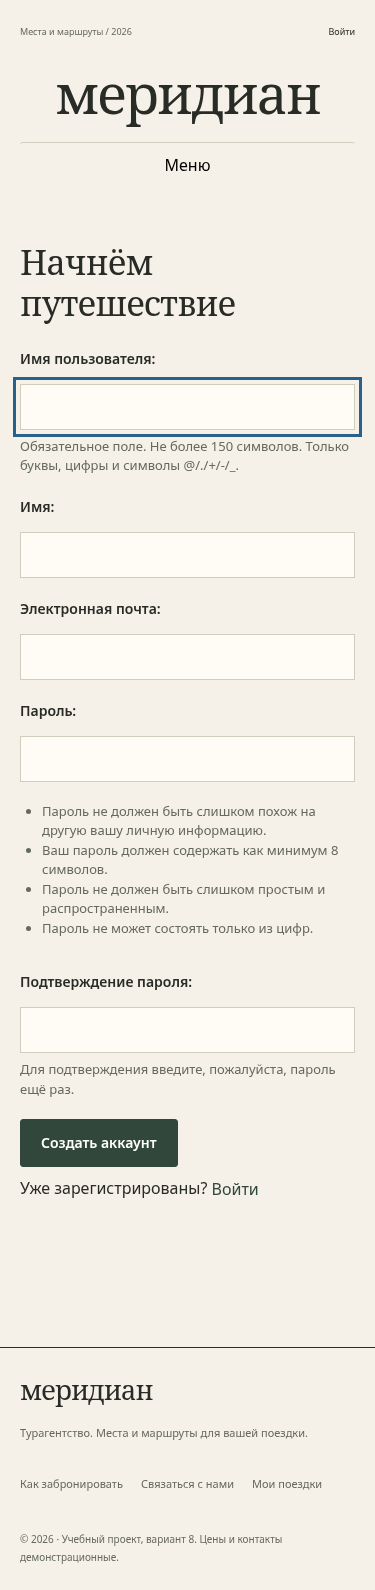 Места и маршруты / 2026
Войти
меридиан
Меню
Начнём
путешествие
Имя пользователя:
Обязательное поле. Не более 150 символов. Только
буквы, цифры и символы @/./+/-/_.
Имя:
Электронная почта:
Пароль:
Пароль не должен быть слишком похож на
другую вашу личную информацию.
Ваш пароль должен содержать как минимум 8
символов.
Пароль не должен быть слишком простым и
распространенным.
Пароль не может состоять только из цифр.
Подтверждение пароля:
Для подтверждения введите, пожалуйста, пароль
ещё раз.
Создать аккаунт
Уже зарегистрированы? Войти
меридиан
Турагентство. Места и маршруты для вашей поездки.
Как забронировать Связаться с нами Мои поездки
© 2026 · Учебный проект, вариант 8. Цены и контакты
демонстрационные.